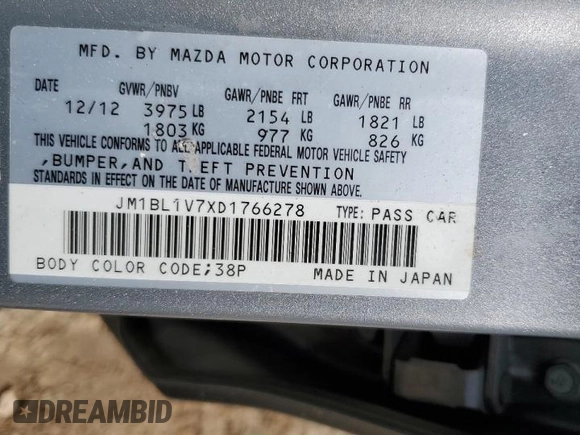 MFD. BY MAZDA MOTOR CORPORATION
DATE GVWR/PNBV GAWR/PNBE FRT GAWR/PNBE RR
12/12 3975 LB 2154 LB 1821 LB
1803 KG 977 KG 826 KG
THIS VEHICLE CONFORMS TO ALL APPLICABLE FEDERAL MOTOR VEHICLE SAFETY
,BUMPER,AND THEFT PREVENTION
STANDARDS IN EFFECT ON THE DATE OF MANUFACTURE SHOWN ABOVE.
JM1BL1V7XD1766278 TYPE: PASS CAR
BODY COLOR CODE;38P MADE IN JAPAN
DREAMBID